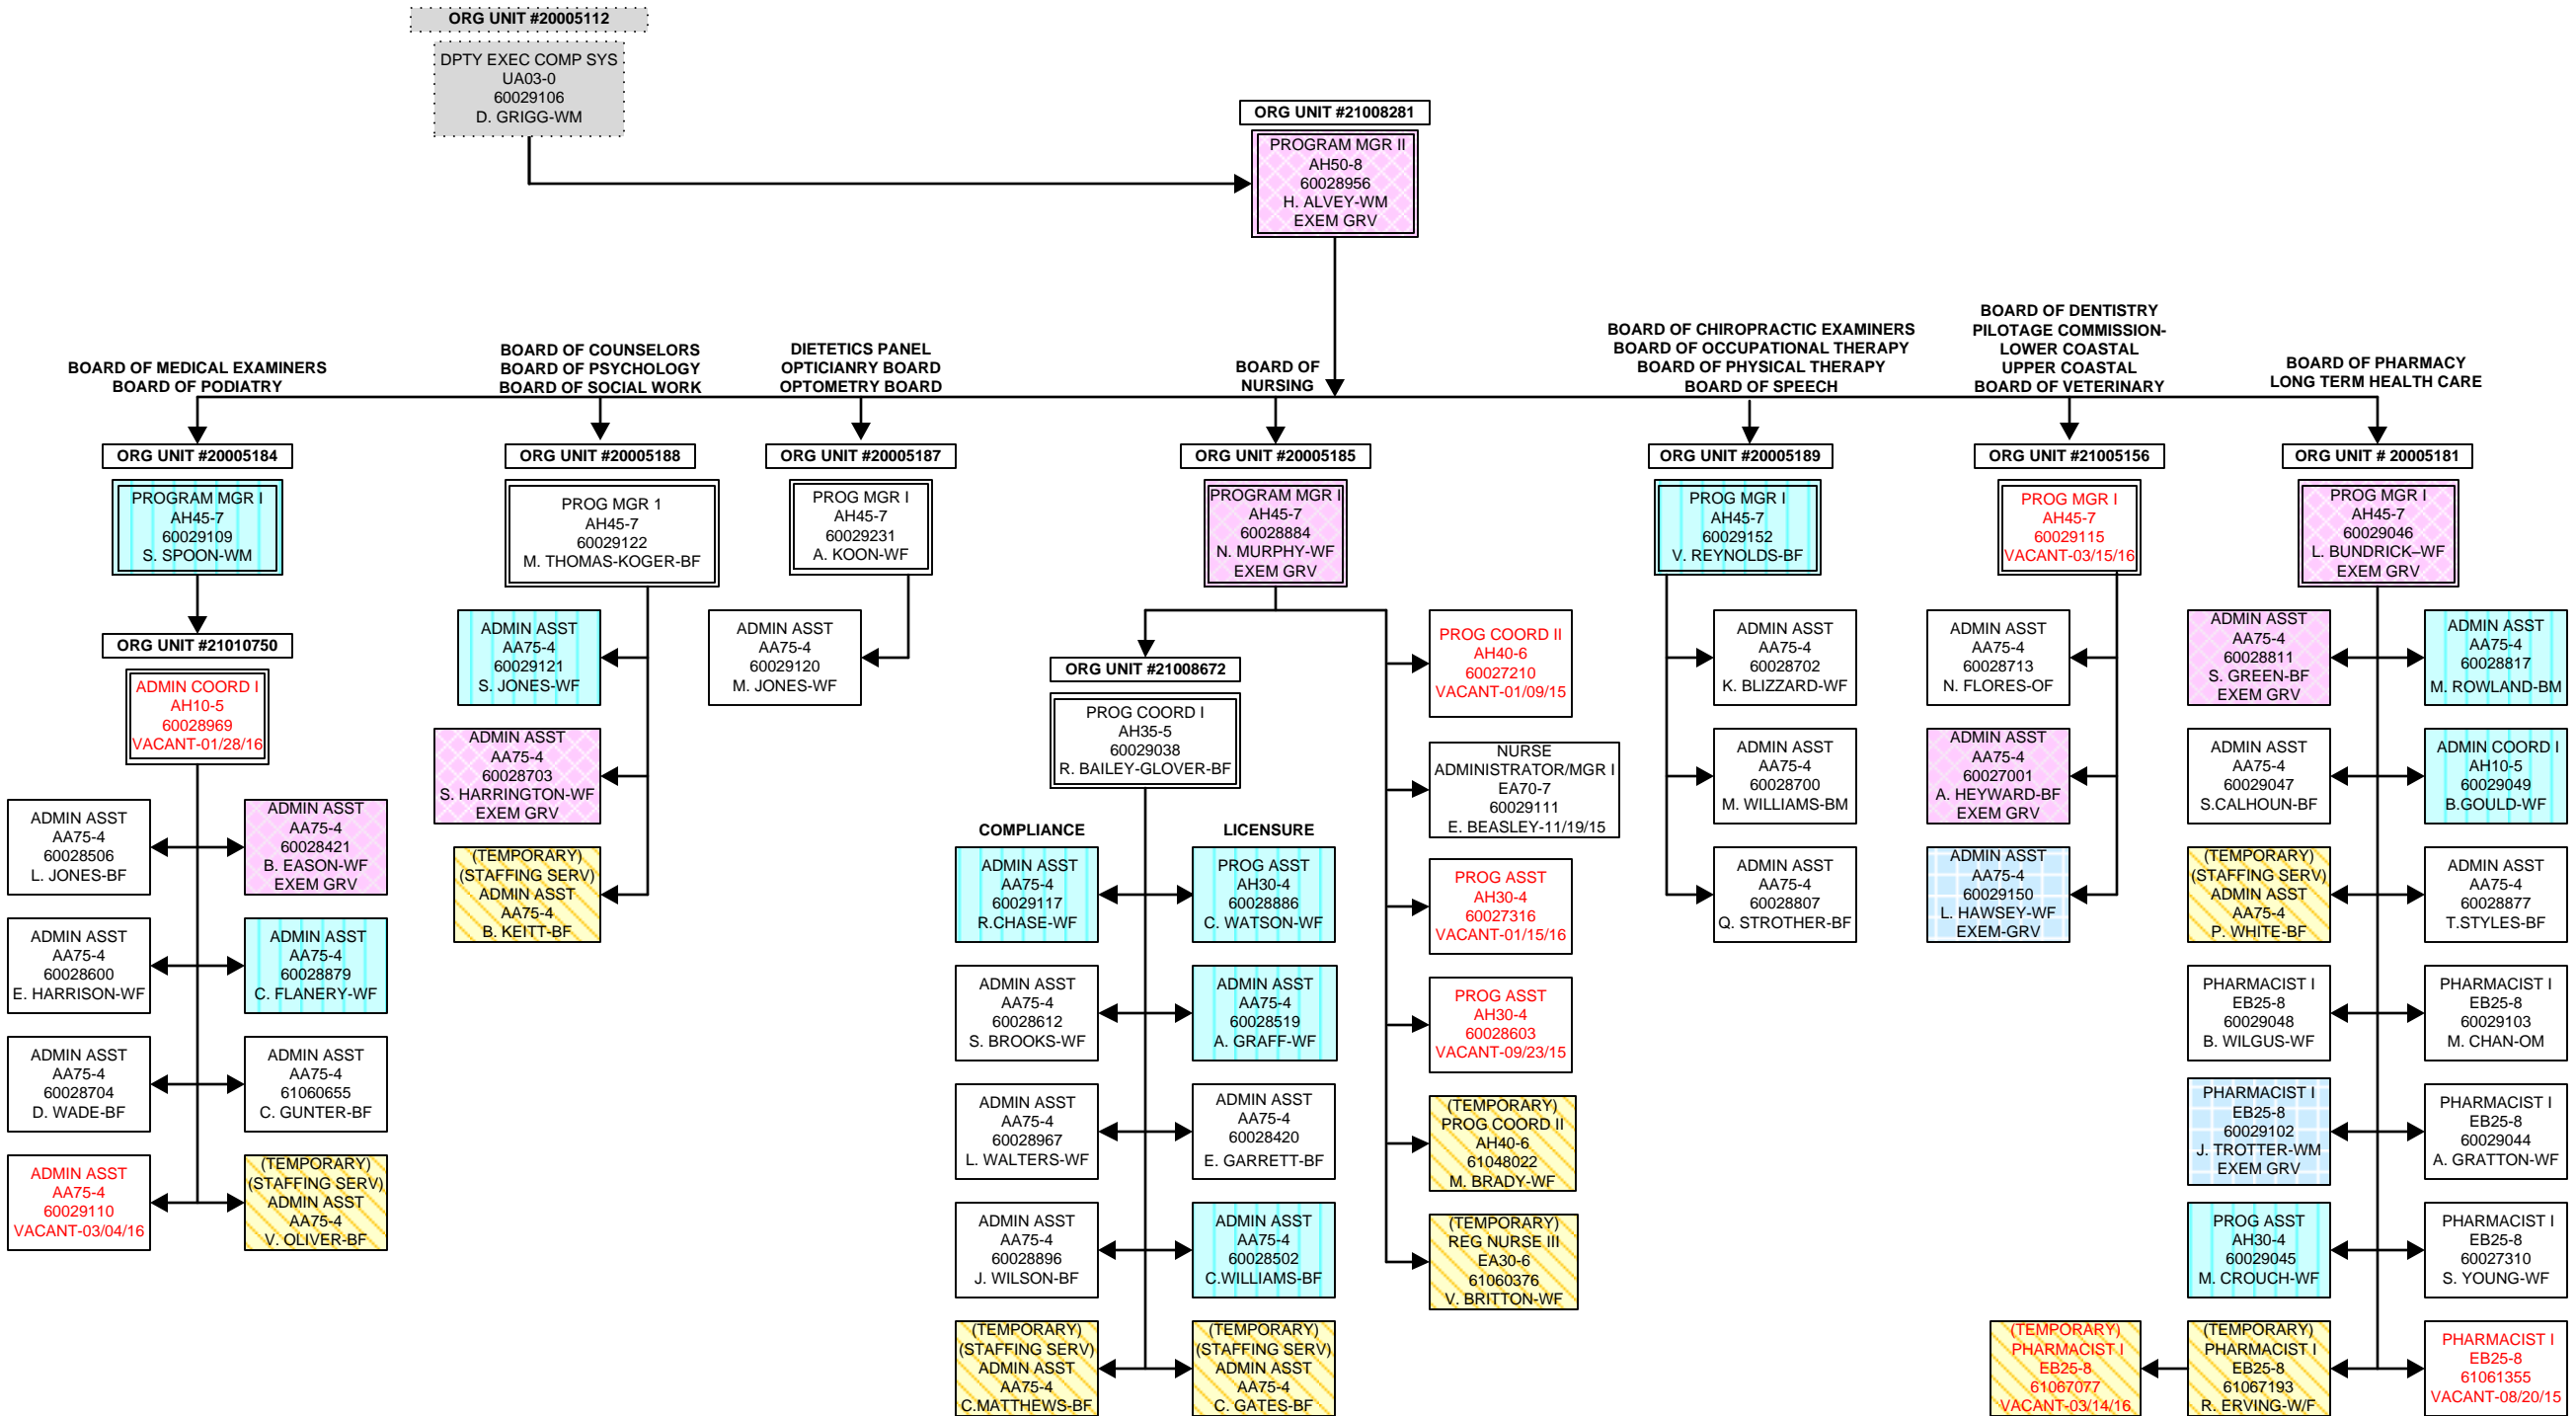 ORG UNIT #20005112
DPTY EXEC COMP SYS
UA03-0
60029106
D. GRIGG-WM
ORG UNIT #21008281
PROGRAM MGR II
AH50-8
60028956
H. ALVEY-WM
EXEM GRV
BOARD OF MEDICAL EXAMINERS
BOARD OF PODIATRY
ORG UNIT #20005184
PROGRAM MGR I
AH45-7
60029109
S. SPOON-WM
ORG UNIT #21010750
ADMIN COORD I
AH10-5
60028969
VACANT-01/28/16
ADMIN ASST
AA75-4
60028506
L. JONES-BF
ADMIN ASST
AA75-4
60028421
B. EASON-WF
EXEM GRV
ADMIN ASST
AA75-4
60028600
E. HARRISON-WF
ADMIN ASST
AA75-4
60028879
C. FLANERY-WF
ADMIN ASST
AA75-4
60028704
D. WADE-BF
ADMIN ASST
AA75-4
61060655
C. GUNTER-BF
ADMIN ASST
AA75-4
60029110
VACANT-03/04/16
(TEMPORARY)
(STAFFING SERV)
ADMIN ASST
AA75-4
V. OLIVER-BF
BOARD OF COUNSELORS
BOARD OF PSYCHOLOGY
BOARD OF SOCIAL WORK
ORG UNIT #20005188
PROG MGR 1
AH45-7
60029122
M. THOMAS-KOGER-BF
ADMIN ASST
AA75-4
60029121
S. JONES-WF
ADMIN ASST
AA75-4
60028703
S. HARRINGTON-WF
EXEM GRV
(TEMPORARY)
(STAFFING SERV)
ADMIN ASST
AA75-4
B. KEITT-BF
DIETETICS PANEL
OPTICIANRY BOARD
OPTOMETRY BOARD
ORG UNIT #20005187
PROG MGR I
AH45-7
60029231
A. KOON-WF
ADMIN ASST
AA75-4
60029120
M. JONES-WF
BOARD OF
NURSING
ORG UNIT #20005185
PROGRAM MGR I
AH45-7
60028884
N. MURPHY-WF
EXEM GRV
ORG UNIT #21008672
PROG COORD I
AH35-5
60029038
R. BAILEY-GLOVER-BF
COMPLIANCE
LICENSURE
ADMIN ASST
AA75-4
60029117
R.CHASE-WF
PROG ASST
AH30-4
60028886
C. WATSON-WF
ADMIN ASST
AA75-4
60028612
S. BROOKS-WF
ADMIN ASST
AA75-4
60028519
A. GRAFF-WF
ADMIN ASST
AA75-4
60028967
L. WALTERS-WF
ADMIN ASST
AA75-4
60028420
E. GARRETT-BF
ADMIN ASST
AA75-4
60028896
J. WILSON-BF
ADMIN ASST
AA75-4
60028502
C.WILLIAMS-BF
(TEMPORARY)
(STAFFING SERV)
ADMIN ASST
AA75-4
C.MATTHEWS-BF
(TEMPORARY)
(STAFFING SERV)
ADMIN ASST
AA75-4
C. GATES-BF
PROG COORD II
AH40-6
60027210
VACANT-01/09/15
NURSE
ADMINISTRATOR/MGR I
EA70-7
60029111
E. BEASLEY-11/19/15
PROG ASST
AH30-4
60027316
VACANT-01/15/16
PROG ASST
AH30-4
60028603
VACANT-09/23/15
(TEMPORARY)
PROG COORD II
AH40-6
61048022
M. BRADY-WF
(TEMPORARY)
REG NURSE III
EA30-6
61060376
V. BRITTON-WF
BOARD OF CHIROPRACTIC EXAMINERS
BOARD OF OCCUPATIONAL THERAPY
BOARD OF PHYSICAL THERAPY
BOARD OF SPEECH
ORG UNIT #20005189
PROG MGR I
AH45-7
60029152
V. REYNOLDS-BF
ADMIN ASST
AA75-4
60028702
K. BLIZZARD-WF
ADMIN ASST
AA75-4
60028700
M. WILLIAMS-BM
ADMIN ASST
AA75-4
60028807
Q. STROTHER-BF
BOARD OF DENTISTRY
PILOTAGE COMMISSION-
LOWER COASTAL
UPPER COASTAL
BOARD OF VETERINARY
ORG UNIT #21005156
PROG MGR I
AH45-7
60029115
VACANT-03/15/16
ADMIN ASST
AA75-4
60028713
N. FLORES-OF
ADMIN ASST
AA75-4
60027001
A. HEYWARD-BF
EXEM GRV
ADMIN ASST
AA75-4
60029150
L. HAWSEY-WF
EXEM-GRV
BOARD OF PHARMACY
LONG TERM HEALTH CARE
ORG UNIT # 20005181
PROG MGR I
AH45-7
60029046
L. BUNDRICK–WF
EXEM GRV
ADMIN ASST
AA75-4
60028811
S. GREEN-BF
EXEM GRV
ADMIN ASST
AA75-4
60028817
M. ROWLAND-BM
ADMIN ASST
AA75-4
60029047
S.CALHOUN-BF
ADMIN COORD I
AH10-5
60029049
B.GOULD-WF
(TEMPORARY)
(STAFFING SERV)
ADMIN ASST
AA75-4
P. WHITE-BF
ADMIN ASST
AA75-4
60028877
T.STYLES-BF
PHARMACIST I
EB25-8
60029048
B. WILGUS-WF
PHARMACIST I
EB25-8
60029103
M. CHAN-OM
PHARMACIST I
EB25-8
60029102
J. TROTTER-WM
EXEM GRV
PHARMACIST I
EB25-8
60029044
A. GRATTON-WF
PROG ASST
AH30-4
60029045
M. CROUCH-WF
PHARMACIST I
EB25-8
60027310
S. YOUNG-WF
(TEMPORARY)
PHARMACIST I
EB25-8
61067077
VACANT-03/14/16
(TEMPORARY)
PHARMACIST I
EB25-8
61067193
R. ERVING-W/F
PHARMACIST I
EB25-8
61061355
VACANT-08/20/15